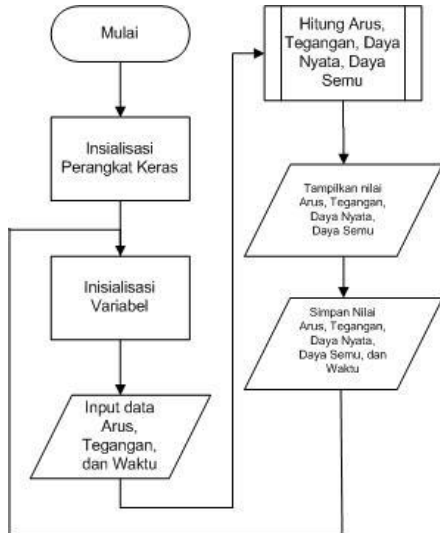 Mulai
Insialisasi
Perangkat Keras
Inisialisasi
Variabel
Input data
Arus,
Tegangan,
dan Waktu
Hitung Arus,
Tegangan, Daya
Nyata, Daya
Semu
Tampilkan nilai
Arus, Tegangan,
Daya Nyata,
Daya Semu
Simpan Nilai
Arus, Tegangan,
Daya Nyata,
Daya Semu, dan
Waktu